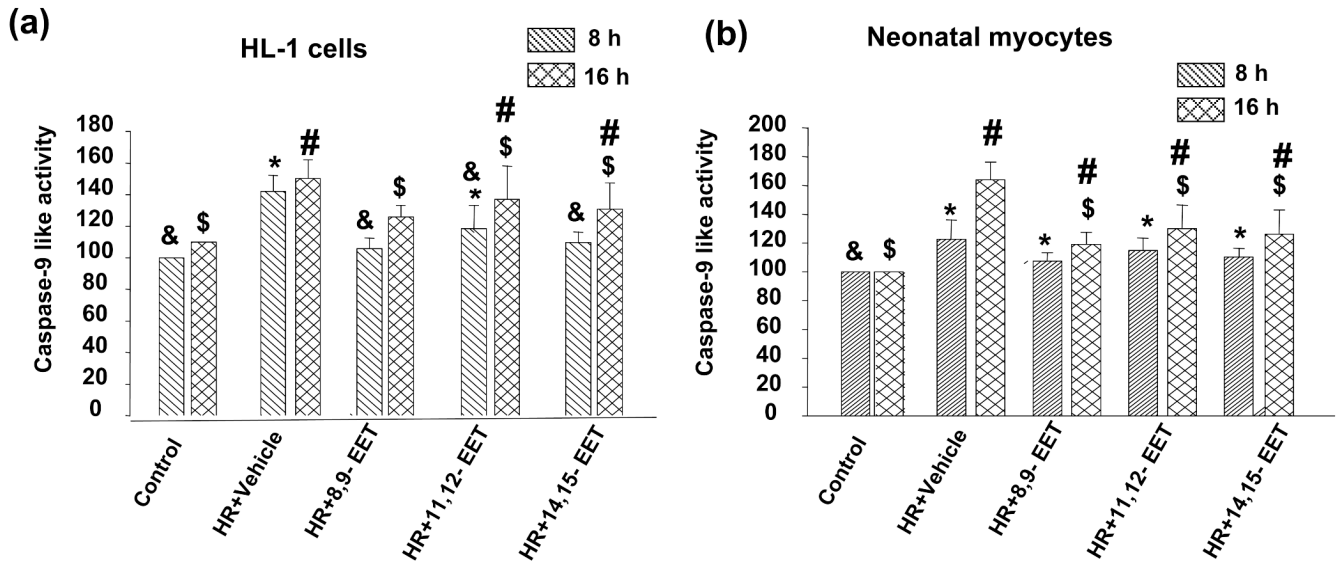 (a)
HL-1 cells
8 h
16 h
Caspase-9 like activity
180
160
140
120
100
80
60
40
20
0
& $
* #
& $
& * # $
& # $
Control
HR+Vehicle
HR+8,9- EET
HR+11,12- EET
HR+14,15- EET
(b)
Neonatal myocytes
8 h
16 h
Caspase-9 like activity
200
180
160
140
120
100
80
60
40
20
0
& $
* #
* # $
* # $
* # $
Control
HR+Vehicle
HR+8,9- EET
HR+11,12- EET
HR+14,15- EET